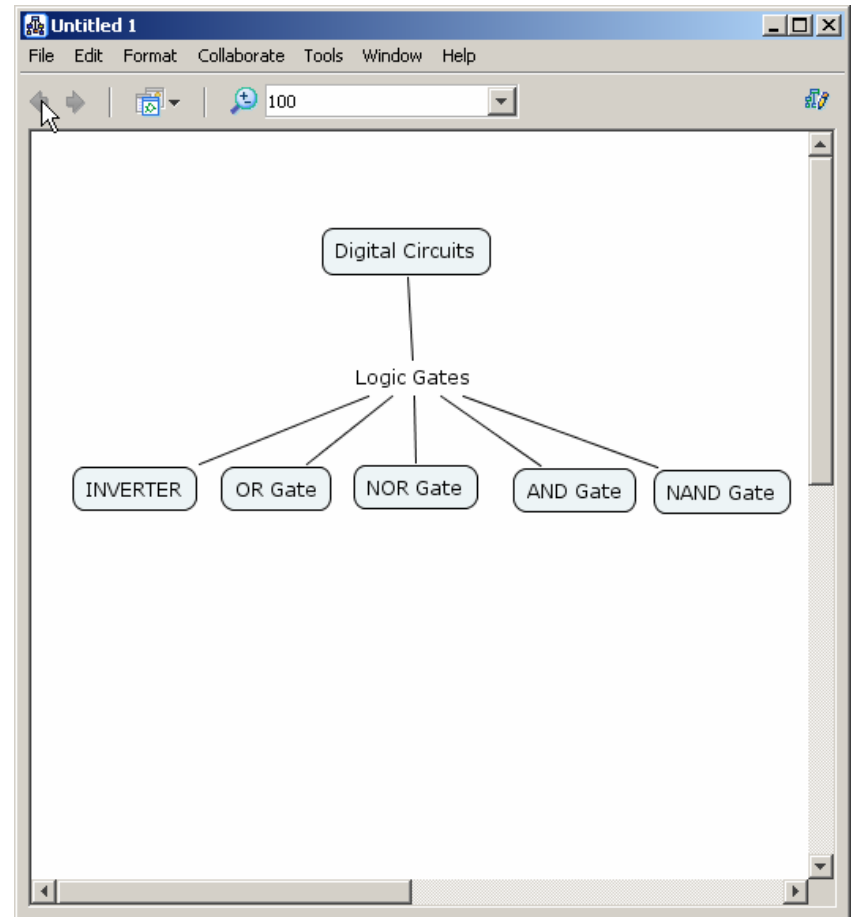 Untitled 1
File Edit Format Collaborate Tools Window Help
100
Digital Circuits
Logic Gates
INVERTER OR Gate NOR Gate AND Gate NAND Gate